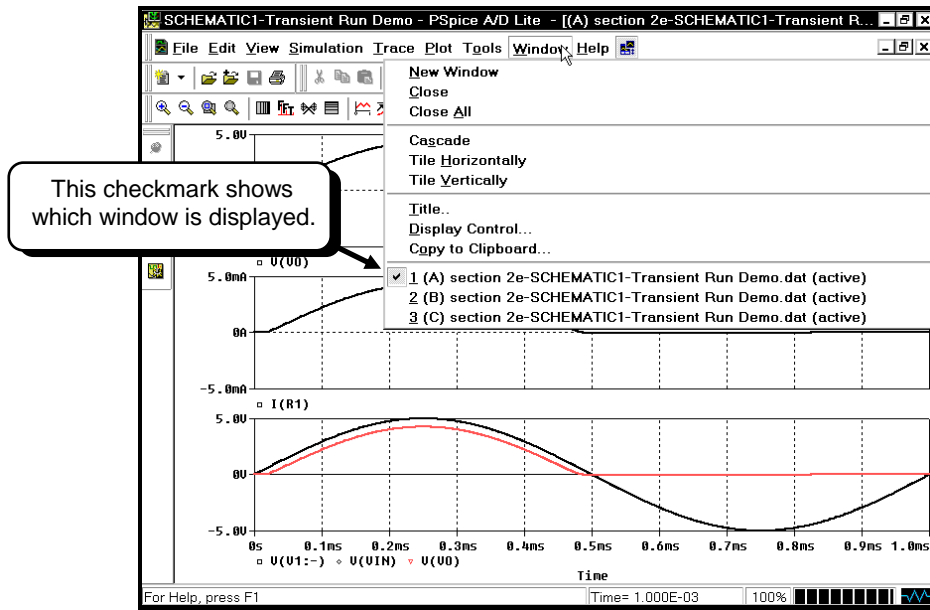 SCHEMATIC1-Transient Run Demo - PSpice A/D Lite - [(A) section 2e-SCHEMATIC1-Transient R...
File Edit View Simulation Trace Plot Tools Window Help
New Window
Close
Close All
Cascade
Tile Horizontally
Tile Vertically
Title..
Display Control...
Copy to Clipboard...
1 (A) section 2e-SCHEMATIC1-Transient Run Demo.dat (active)
2 (B) section 2e-SCHEMATIC1-Transient Run Demo.dat (active)
3 (C) section 2e-SCHEMATIC1-Transient Run Demo.dat (active)
FFT
This checkmark shows
which window is displayed.
5.0V
V(VO)
5.0mA
0A
-5.0mA
I(R1)
5.0V
0V
-5.0V
0s 0.1ms 0.2ms 0.3ms 0.4ms 0.5ms 0.6ms 0.7ms 0.8ms 0.9ms 1.0ms
V(V1:-) V(VIN) V(VO)
Time
For Help, press F1 Time= 1.000E-03 100%